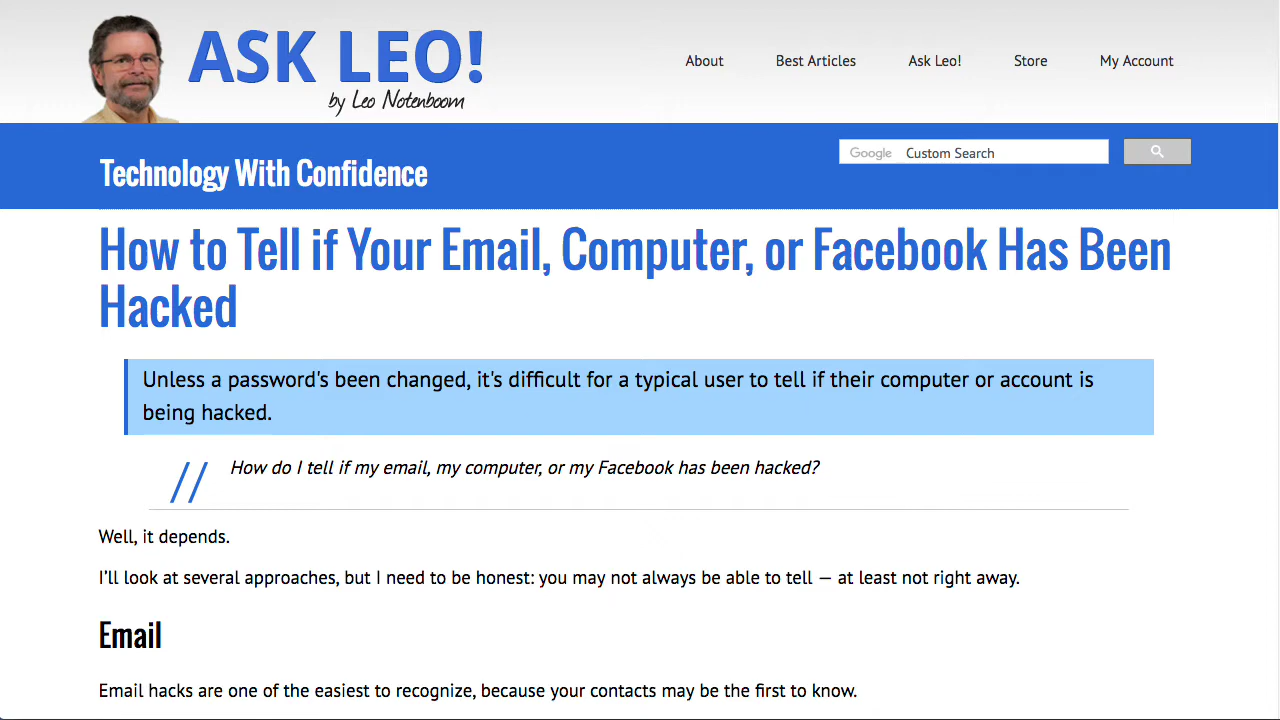 ASK LEO!
by Leo Notenboom
About Best Articles Ask Leo! Store My Account
Technology With Confidence
Google Custom Search
How to Tell if Your Email, Computer, or Facebook Has Been
Hacked
Unless a password's been changed, it's difficult for a typical user to tell if their computer or account is
being hacked.
// How do I tell if my email, my computer, or my Facebook has been hacked?
Well, it depends.
I’ll look at several approaches, but I need to be honest: you may not always be able to tell — at least not right away.
Email
Email hacks are one of the easiest to recognize, because your contacts may be the first to know.